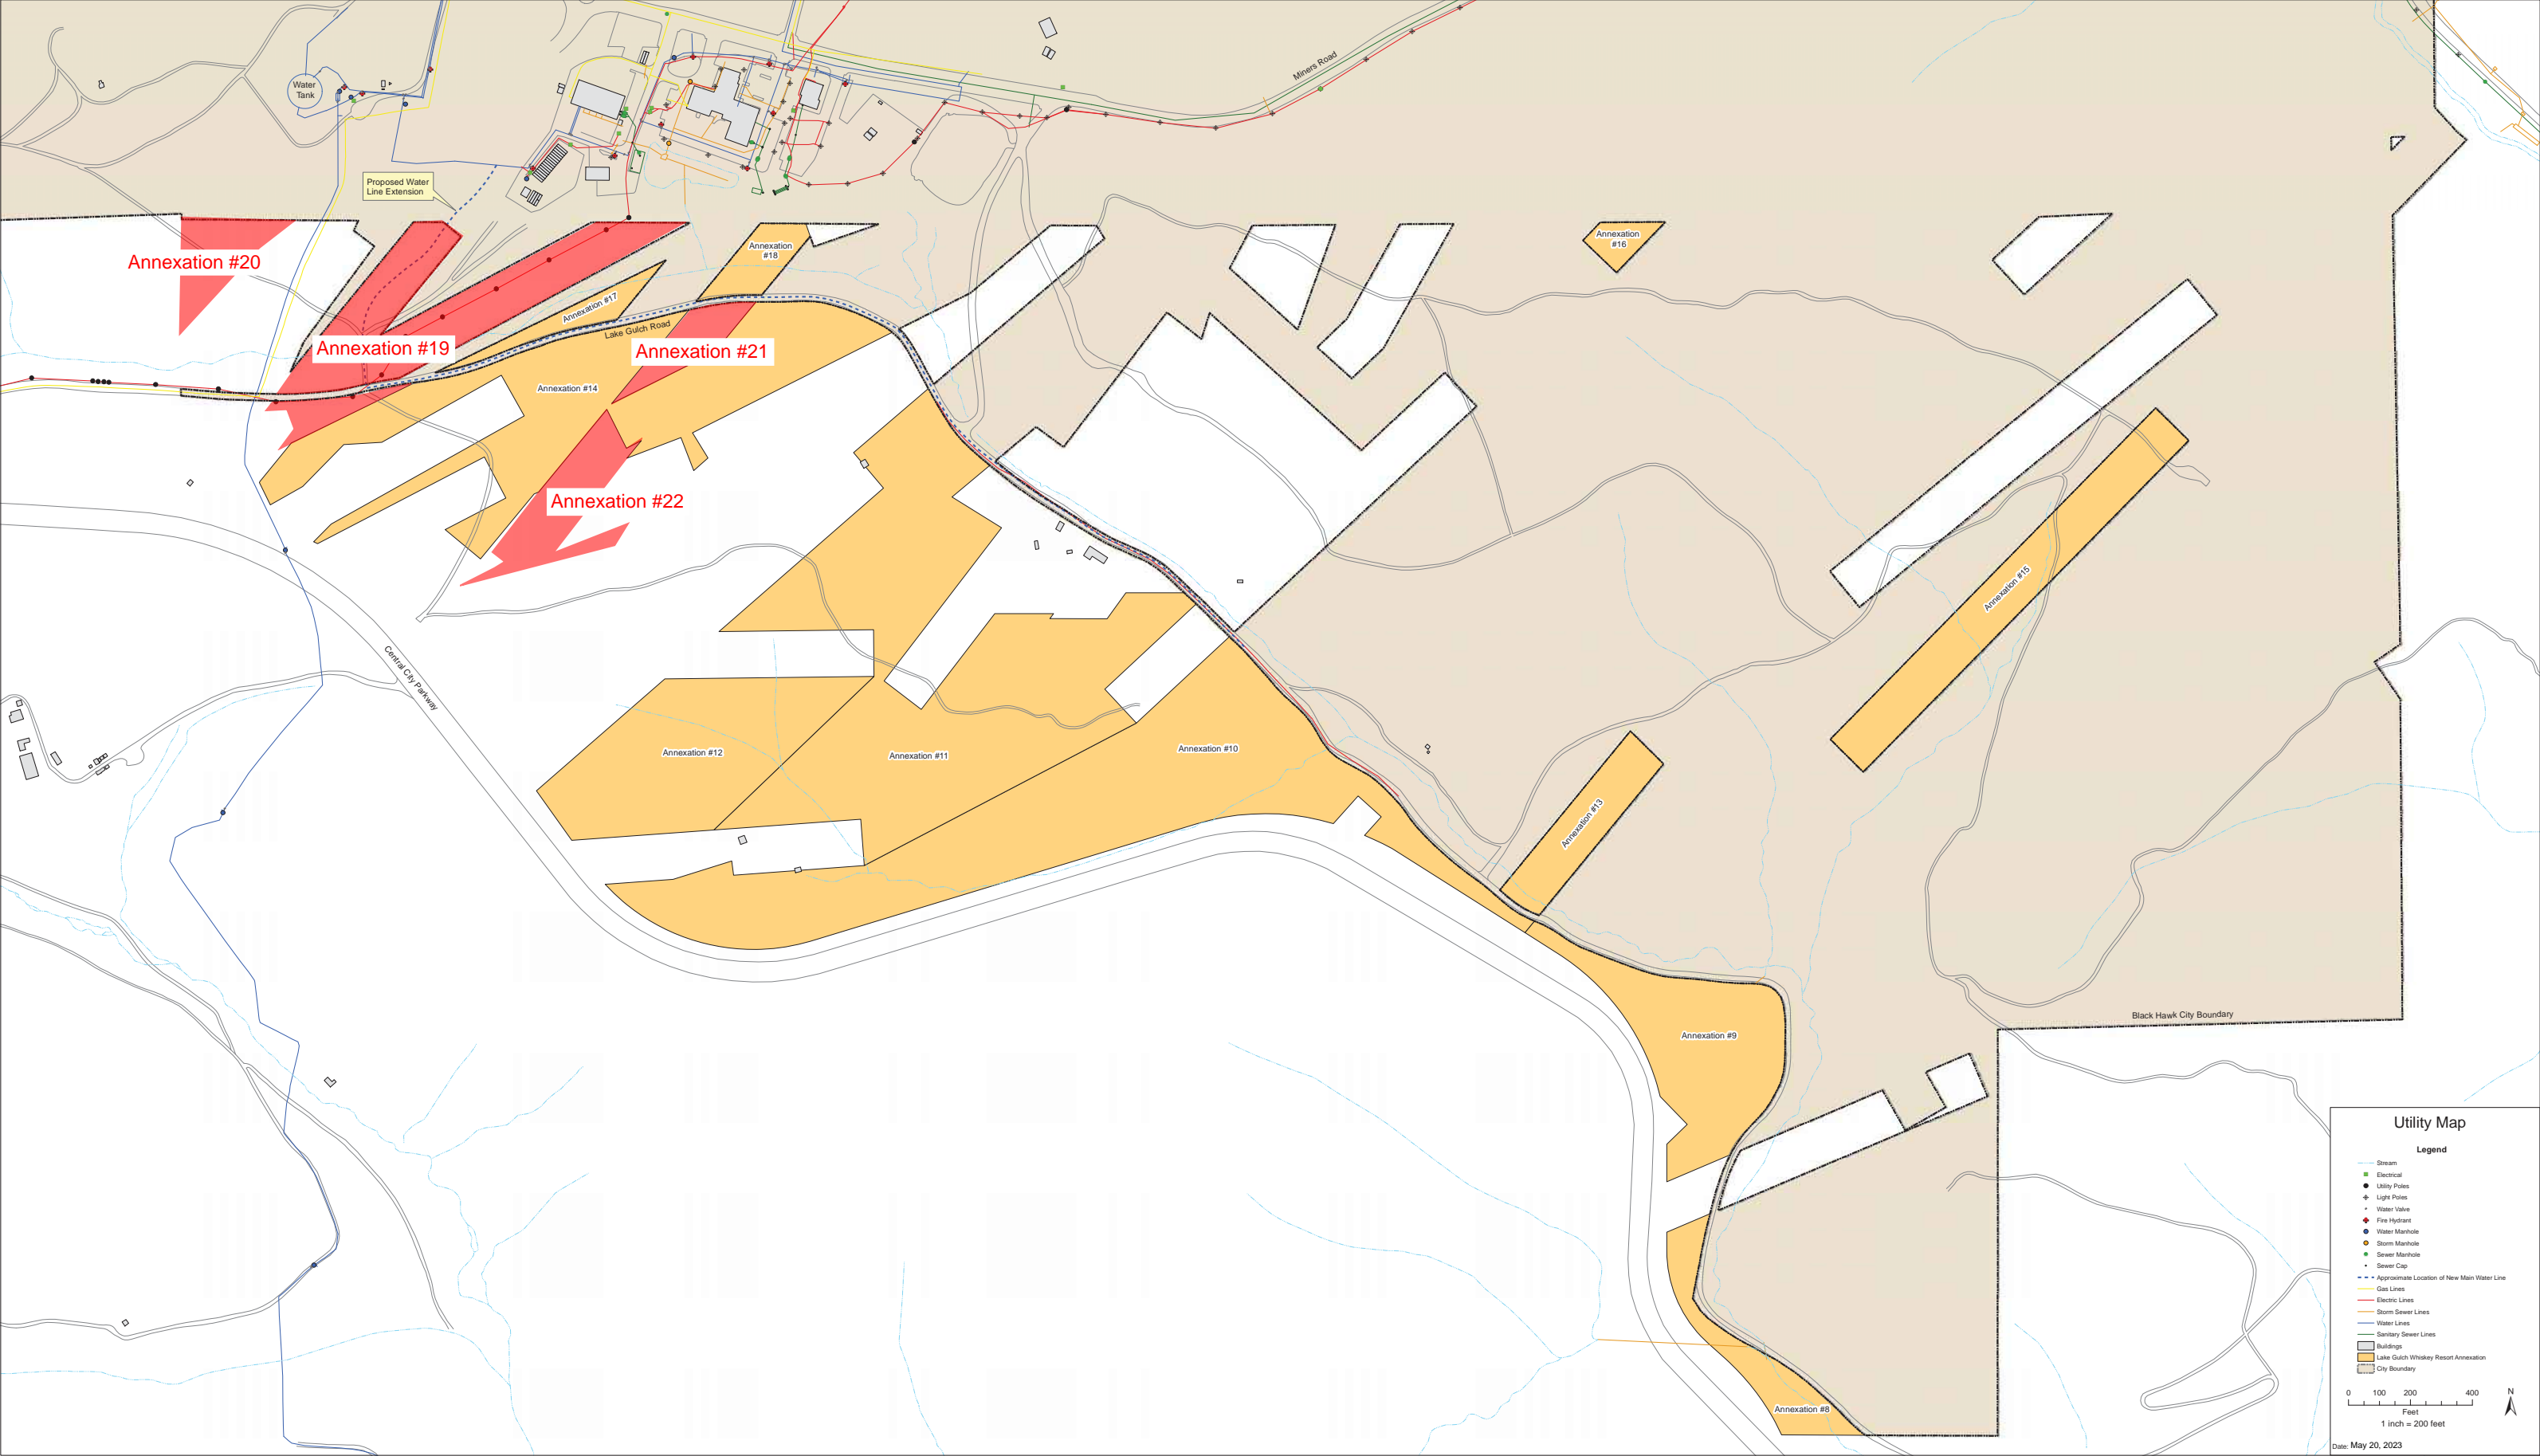 Miners Road
Water
Tank
Proposed Water
Line Extension
Annexation #20
Annexation
#18
Annexation
#16
Annexation #17
Lake Gulch Road
Annexation #19
Annexation #21
Annexation #14
Annexation #22
Annexation #15
Central City Parkway
Annexation #12
Annexation #11
Annexation #10
Annexation #13
Black Hawk City Boundary
Annexation #9
Annexation #8
Utility Map
Legend
Stream
Electrical
Utility Poles
Light Poles
Water Valve
Fire Hydrant
Water Manhole
Storm Manhole
Sewer Manhole
Sewer Cap
Approximate Location of New Main Water Line
Gas Lines
Electric Lines
Storm Sewer Lines
Water Lines
Sanitary Sewer Lines
Buildings
Lake Gulch Whiskey Resort Annexation
City Boundary
0 100 200 400
Feet
1 inch = 200 feet
N
Date: May 20, 2023